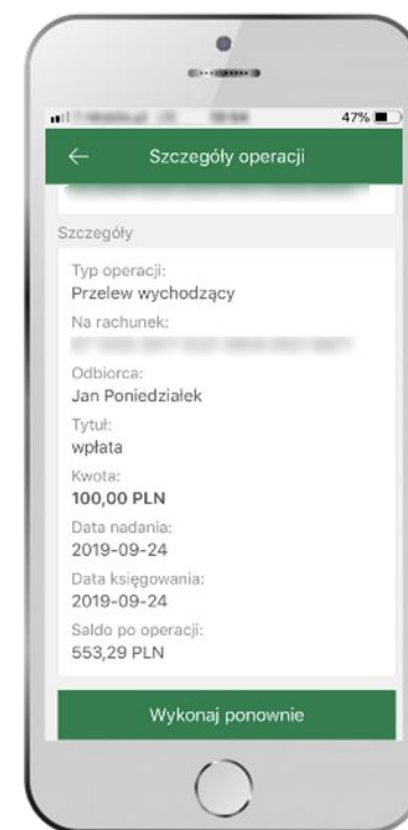 47%
Szczegóły operacji
Szczegóły
Typ operacji:
Przelew wychodzący
Na rachunek:
Odbiorca:
Jan Poniedziałek
Tytuł:
wpłata
Kwota:
100,00 PLN
Data nadania:
2019-09-24
Data księgowania:
2019-09-24
Saldo po operacji:
553,29 PLN
Wykonaj ponownie